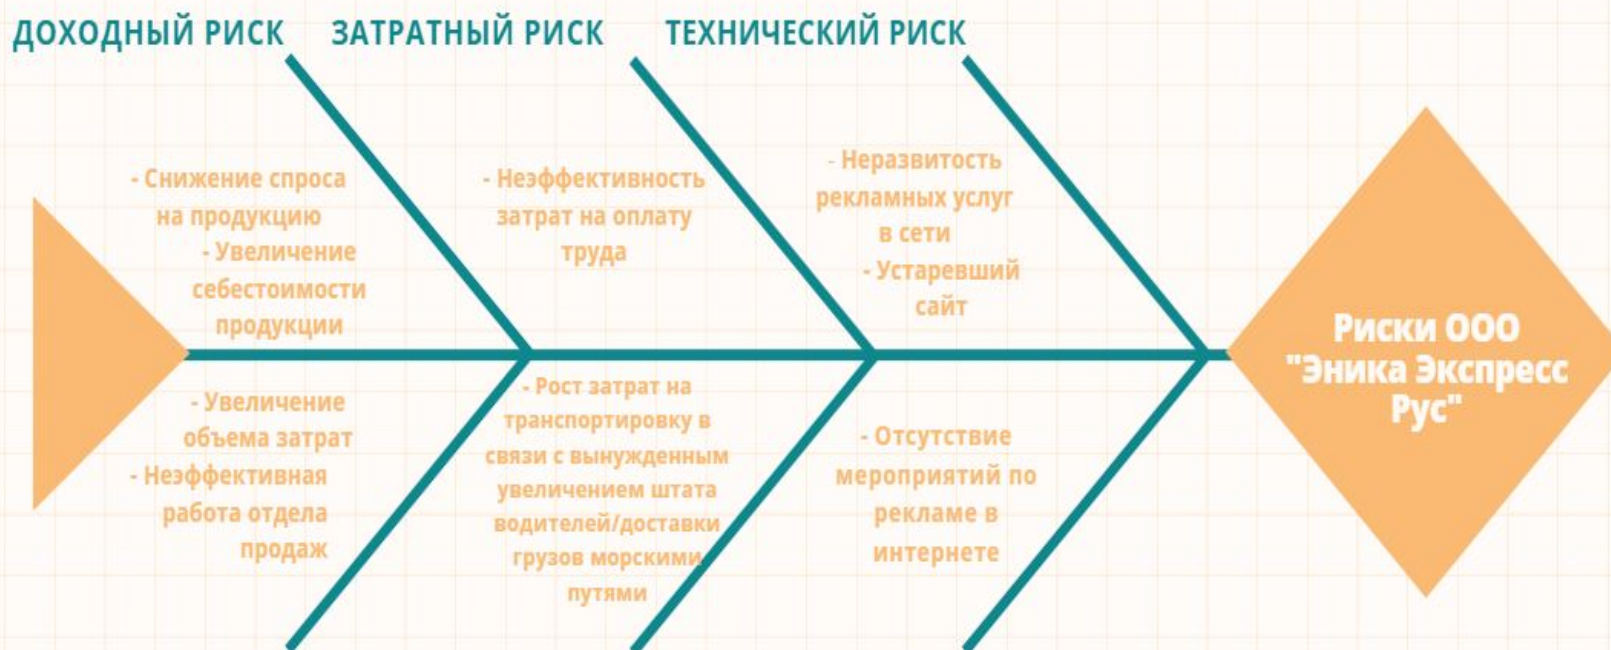 ДОХОДНЫЙ РИСК
ЗАТРАТНЫЙ РИСК
ТЕХНИЧЕСКИЙ РИСК
- Снижение спроса
на продукцию
- Увеличение
себестоимости
продукции
- Неэффективность
затрат на оплату
труда
- Неразвитость
рекламных услуг
в сети
- Устаревший
сайт
Риски ООО
"Эника Экспресс
Рус"
- Увеличение
объема затрат
- Неэффективная
работа отдела
продаж
- Рост затрат на
транспортировку в
связи с вынужденным
увеличением штата
водителей/доставки
грузов морскими
путями
- Отсутствие
мероприятий по
рекламе в
интернете